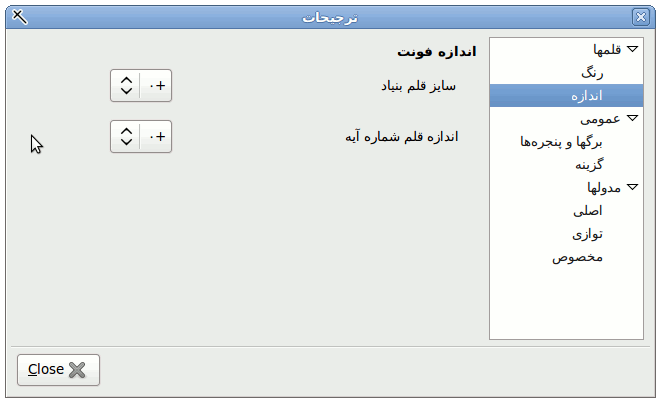 ترجیحات
قلمها
رنگ
اندازه
عمومی
برگها و پنجره‌ها
گزینه
مدولها
اصلی
توازی
مخصوص
اندازه فونت
سایز قلم بنیاد
+۰
اندازه قلم شماره آیه
+۰
Close